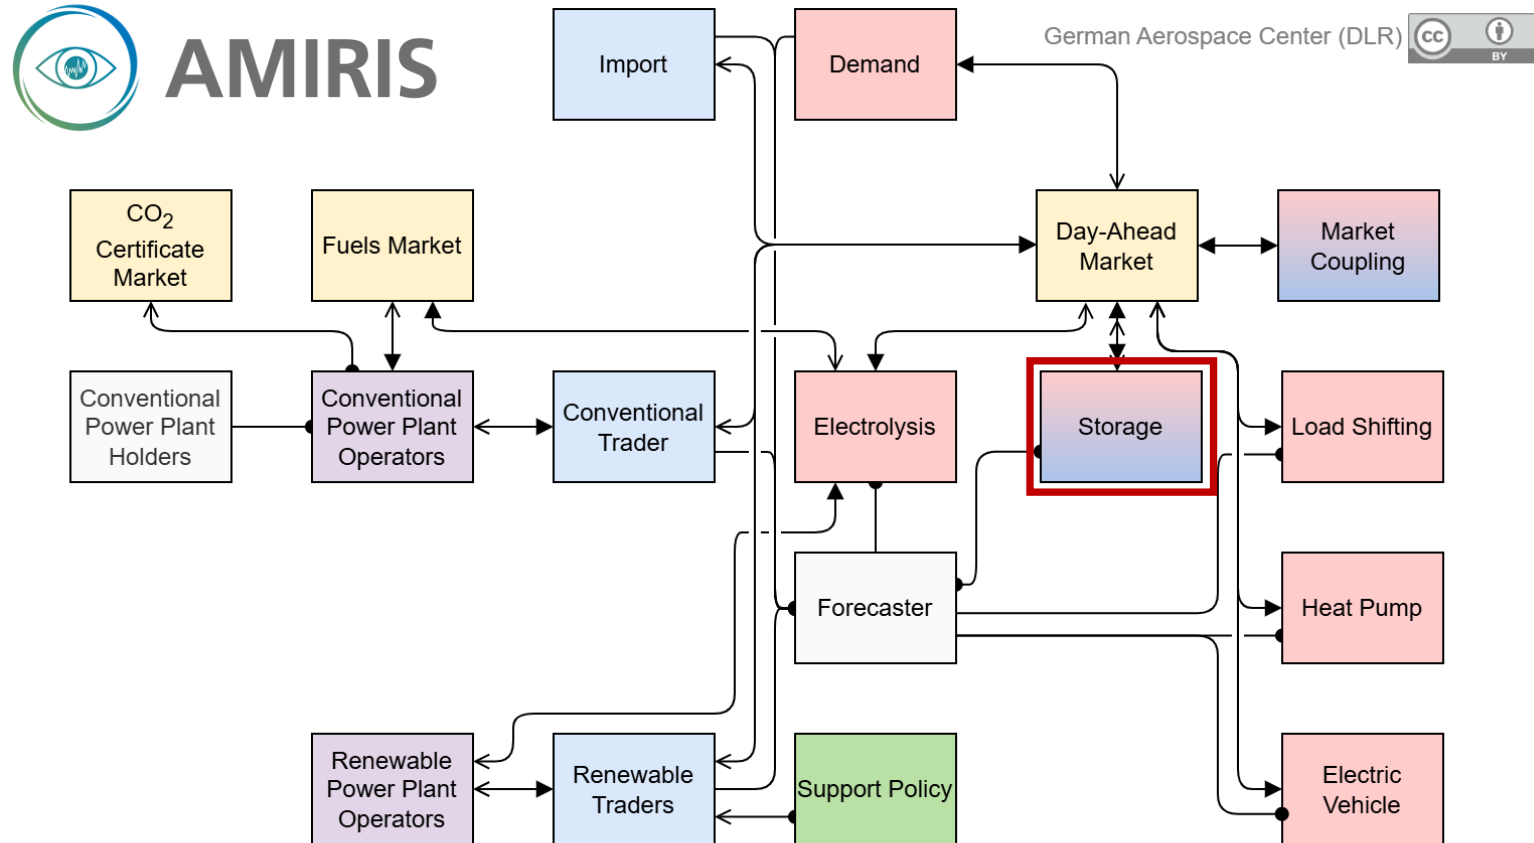 AMIRIS
Import
Demand
German Aerospace Center (DLR)
cc
BY
CO2
Certificate
Market
Fuels Market
Day-Ahead
Market
Market
Coupling
Conventional
Power Plant
Holders
Conventional
Power Plant
Operators
Conventional
Trader
Electrolysis
Storage
Load Shifting
Forecaster
Heat Pump
Renewable
Power Plant
Operators
Renewable
Traders
Support Policy
Electric
Vehicle